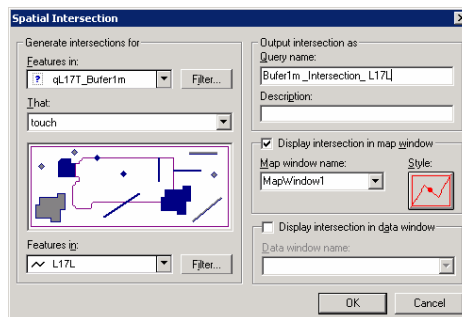 Spatial Intersection
Generate intersections for
Features in:
qL17T_Bufer1m
Filter...
That:
touch
Features in:
L17L
Filter...
Output intersection as
Query name:
Bufer1m _Intersection_ L17L
Description:
Display intersection in map window
Map window name:
Style:
MapWindow1
Display intersection in data window
Data window name:
OK
Cancel